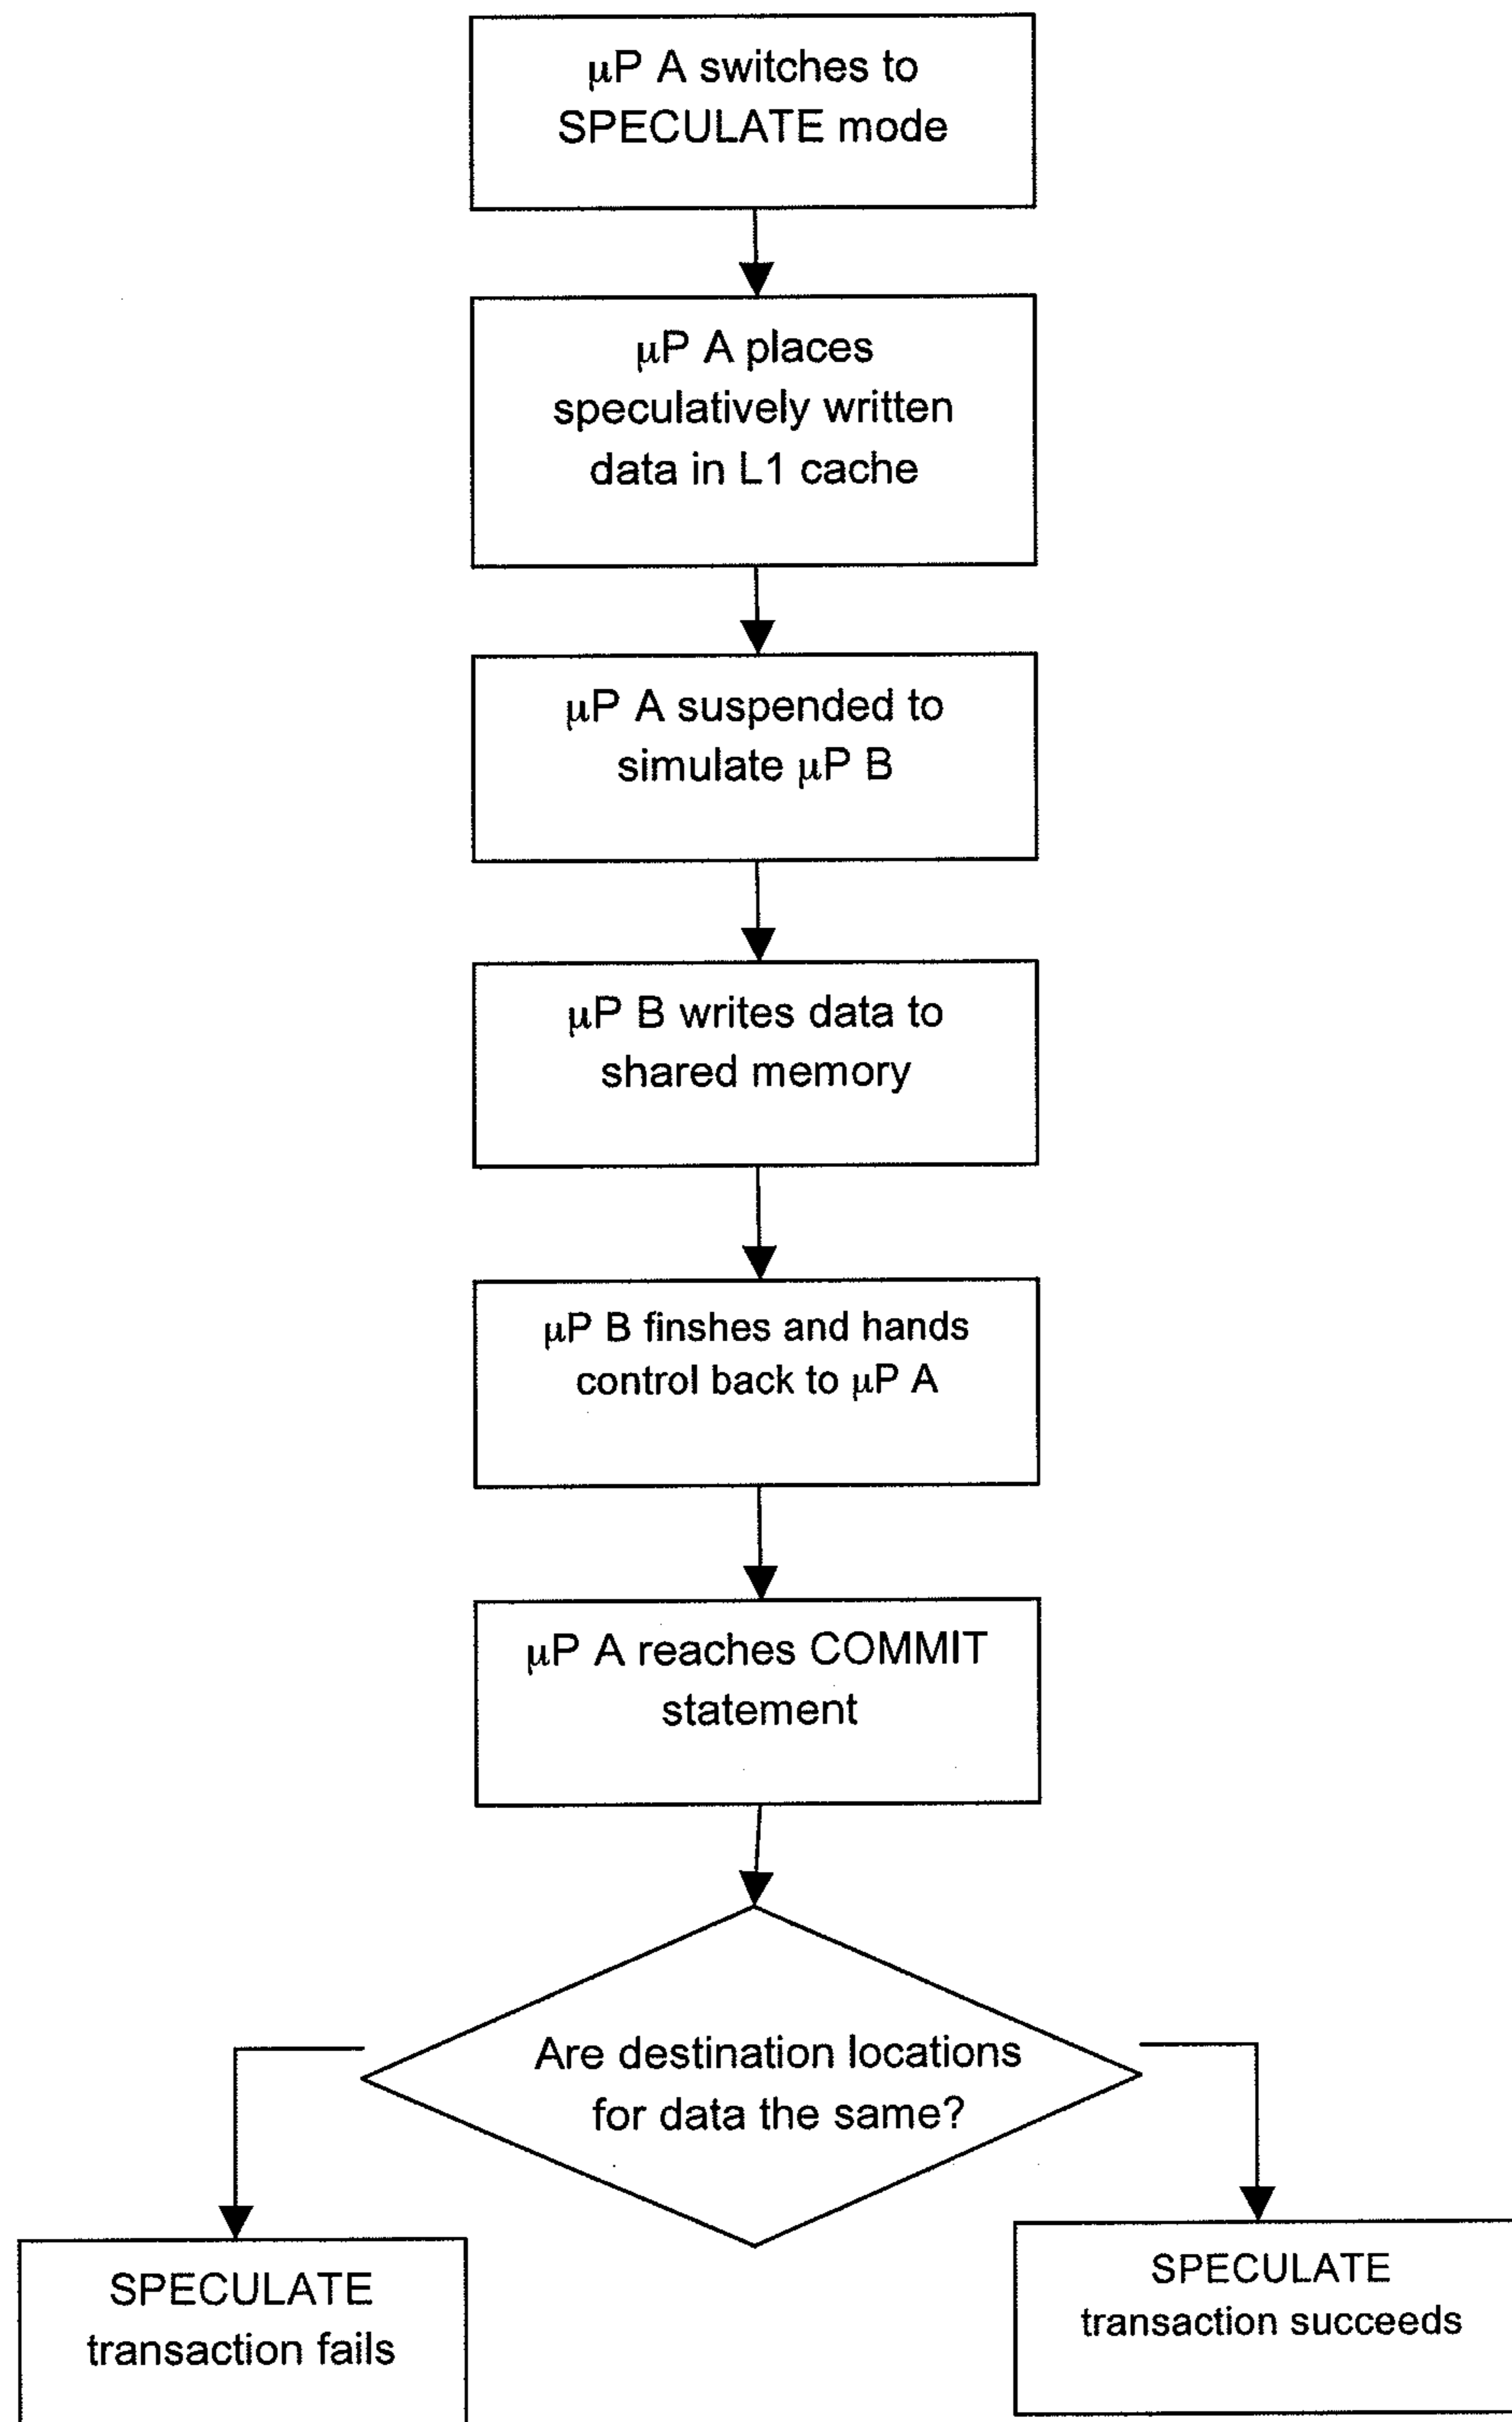 μP A switches to
SPECULATE mode
μP A places
speculatively written
data in L1 cache
μP A suspended to
simulate μP B
μP B writes data to
shared memory
μP B finshes and hands
control back to μP A
μP A reaches COMMIT
statement
Are destination locations
for data the same?
SPECULATE
transaction fails
SPECULATE
transaction succeeds